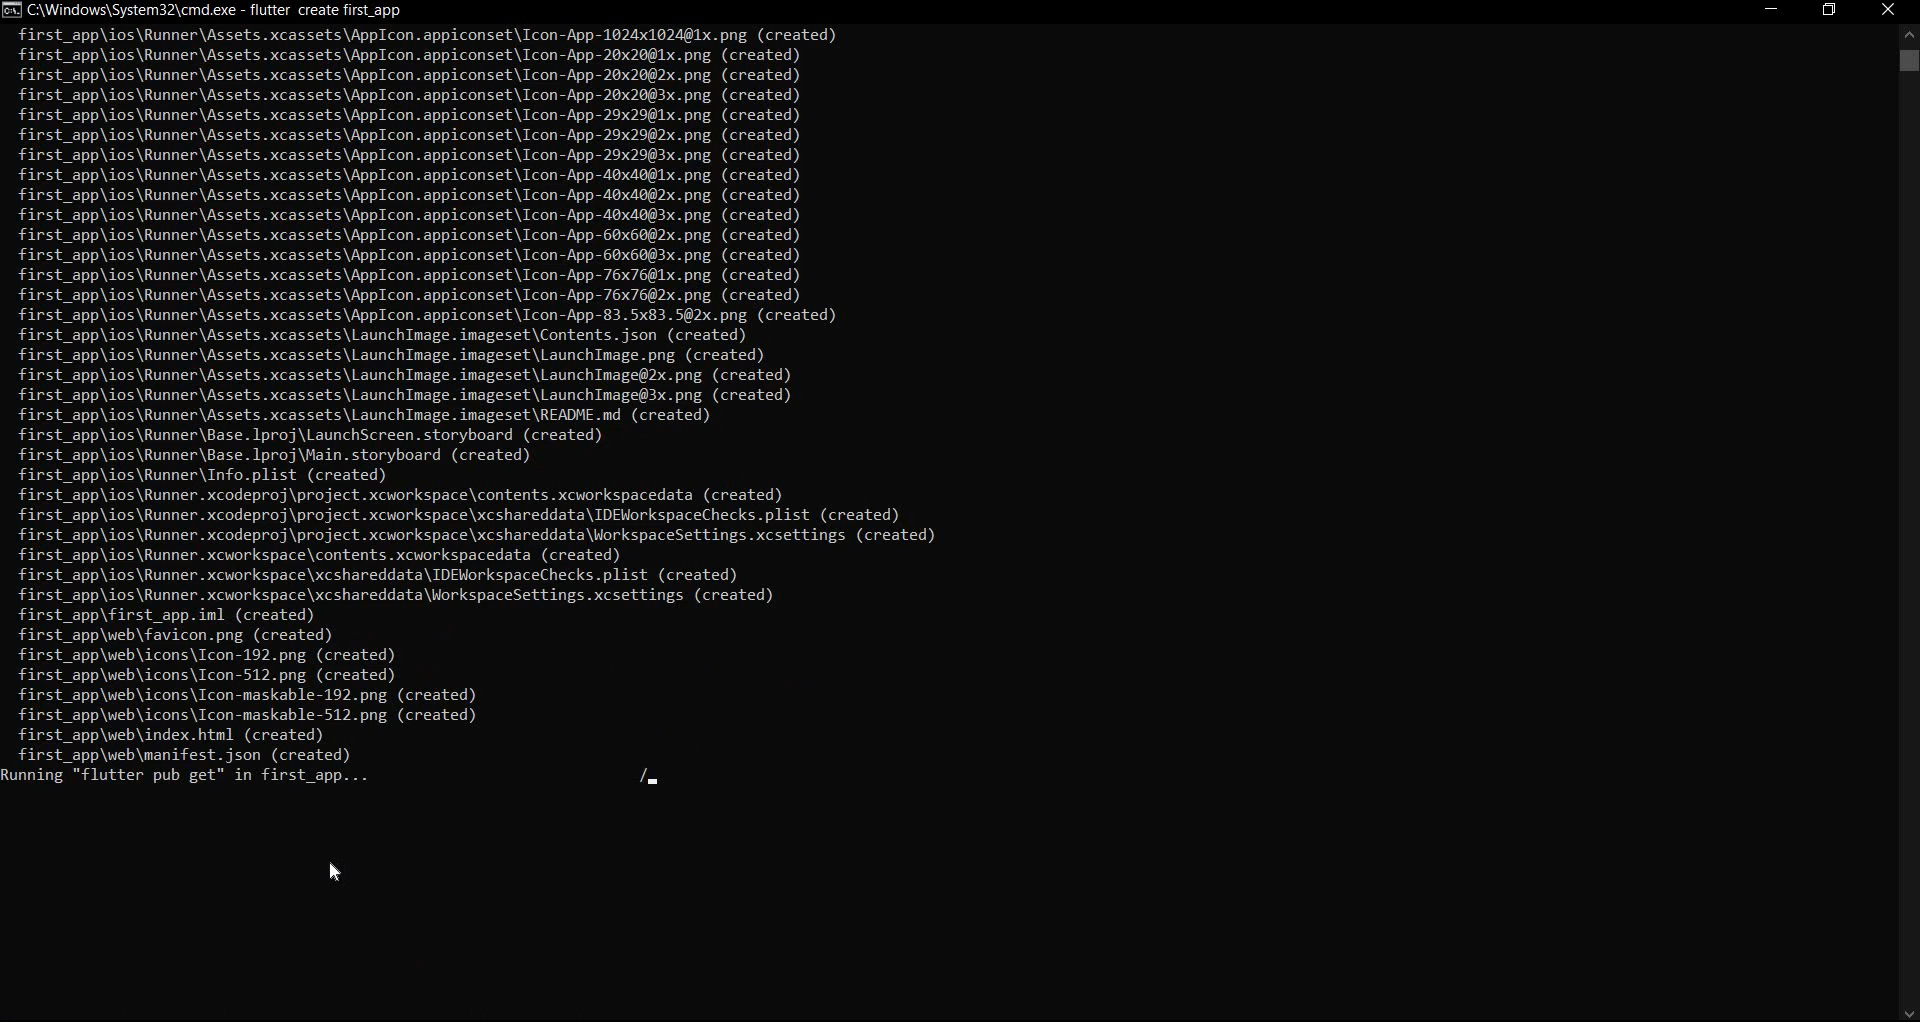 C:\Windows\System32\cmd.exe - flutter  create first_app
first_app\ios\Runner\Assets.xcassets\AppIcon.appiconset\Icon-App-1024x1024@1x.png (created)
first_app\ios\Runner\Assets.xcassets\AppIcon.appiconset\Icon-App-20x20@1x.png (created)
first_app\ios\Runner\Assets.xcassets\AppIcon.appiconset\Icon-App-20x20@2x.png (created)
first_app\ios\Runner\Assets.xcassets\AppIcon.appiconset\Icon-App-20x20@3x.png (created)
first_app\ios\Runner\Assets.xcassets\AppIcon.appiconset\Icon-App-29x29@1x.png (created)
first_app\ios\Runner\Assets.xcassets\AppIcon.appiconset\Icon-App-29x29@2x.png (created)
first_app\ios\Runner\Assets.xcassets\AppIcon.appiconset\Icon-App-29x29@3x.png (created)
first_app\ios\Runner\Assets.xcassets\AppIcon.appiconset\Icon-App-40x40@1x.png (created)
first_app\ios\Runner\Assets.xcassets\AppIcon.appiconset\Icon-App-40x40@2x.png (created)
first_app\ios\Runner\Assets.xcassets\AppIcon.appiconset\Icon-App-40x40@3x.png (created)
first_app\ios\Runner\Assets.xcassets\AppIcon.appiconset\Icon-App-60x60@2x.png (created)
first_app\ios\Runner\Assets.xcassets\AppIcon.appiconset\Icon-App-60x60@3x.png (created)
first_app\ios\Runner\Assets.xcassets\AppIcon.appiconset\Icon-App-76x76@1x.png (created)
first_app\ios\Runner\Assets.xcassets\AppIcon.appiconset\Icon-App-76x76@2x.png (created)
first_app\ios\Runner\Assets.xcassets\AppIcon.appiconset\Icon-App-83.5x83.5@2x.png (created)
first_app\ios\Runner\Assets.xcassets\LaunchImage.imageset\Contents.json (created)
first_app\ios\Runner\Assets.xcassets\LaunchImage.imageset\LaunchImage.png (created)
first_app\ios\Runner\Assets.xcassets\LaunchImage.imageset\LaunchImage@2x.png (created)
first_app\ios\Runner\Assets.xcassets\LaunchImage.imageset\LaunchImage@3x.png (created)
first_app\ios\Runner\Assets.xcassets\LaunchImage.imageset\README.md (created)
first_app\ios\Runner\Base.lproj\LaunchScreen.storyboard (created)
first_app\ios\Runner\Base.lproj\Main.storyboard (created)
first_app\ios\Runner\Info.plist (created)
first_app\ios\Runner.xcodeproj\project.xcworkspace\contents.xcworkspacedata (created)
first_app\ios\Runner.xcodeproj\project.xcworkspace\xcshareddata\IDEWorkspaceChecks.plist (created)
first_app\ios\Runner.xcodeproj\project.xcworkspace\xcshareddata\WorkspaceSettings.xcsettings (created)
first_app\ios\Runner.xcworkspace\contents.xcworkspacedata (created)
first_app\ios\Runner.xcworkspace\xcshareddata\IDEWorkspaceChecks.plist (created)
first_app\ios\Runner.xcworkspace\xcshareddata\WorkspaceSettings.xcsettings (created)
first_app\first_app.iml (created)
first_app\web\favicon.png (created)
first_app\web\icons\Icon-192.png (created)
first_app\web\icons\Icon-512.png (created)
first_app\web\icons\Icon-maskable-192.png (created)
first_app\web\icons\Icon-maskable-512.png (created)
first_app\web\index.html (created)
first_app\web\manifest.json (created)
Running "flutter pub get" in first_app... /